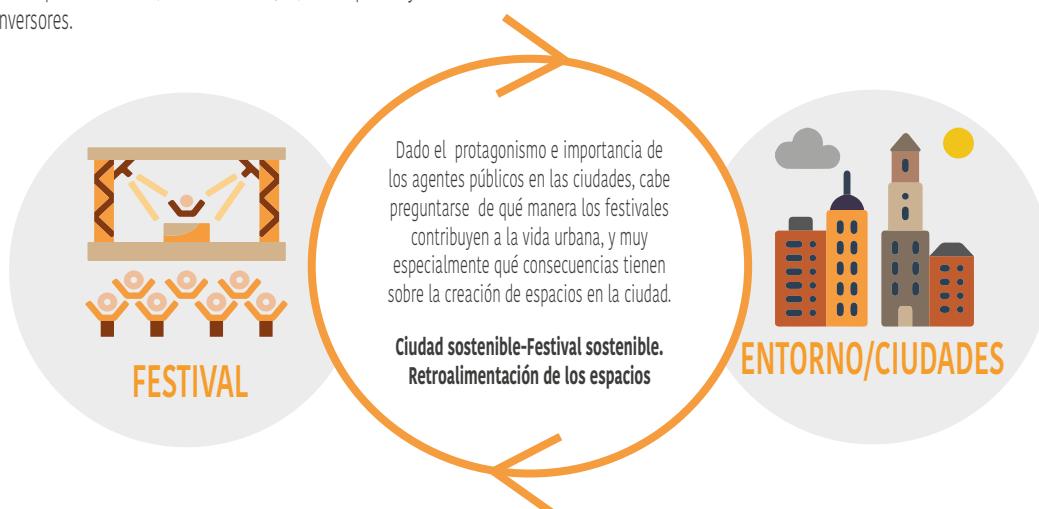 inversores.
Dado el protagonismo e importancia de
los agentes públicos en las ciudades, cabe
preguntarse de qué manera los festivales
contribuyen a la vida urbana, y muy
especialmente qué consecuencias tienen
sobre la creación de espacios en la ciudad.
Ciudad sostenible-Festival sostenible.
Retroalimentación de los espacios
FESTIVAL
ENTORNO/CIUDADES